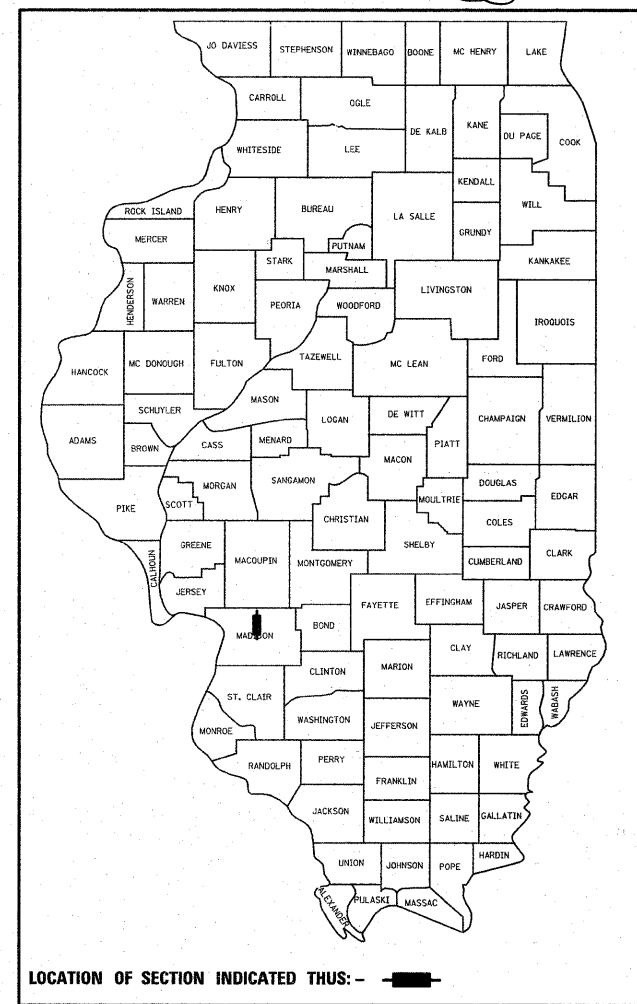 JO DAVIESS STEPHENSON WINNEBAGO BOONE MC HENRY LAKE
CARROLL OGLE DE KALB KANE DU PAGE COOK
WHITESIDE LEE
KENDALL WILL
ROCK ISLAND HENRY BUREAU LA SALLE GRUNDY
MERCER PUTNAM
STARK MARSHALL KANKAKEE
HENDERSON WARREN KNOX PEORIA WOODFORD LIVINGSTON IROQUOIS
HANCOCK MC DONOUGH FULTON TAZEWELL MC LEAN FORD
MASON
SCHUYLER LOGAN DE WITT CHAMPAIGN VERMILION
ADAMS BROWN CASS MENARD MACON PIATT
MORGAN SANGAMON DOUGLAS
PIKE SCOTT CHRISTIAN MOULTRIE EDGAR
COLES
GREENE MACOUPIN MONTGOMERY SHELBY CUMBERLAND CLARK
CALHOUN JERSEY
FAYETTE EFFINGHAM JASPER CRAWFORD
MADISON BOND
CLAY RICHLAND LAWRENCE
CLINTON MARION
ST. CLAIR WAYNE EDWARDS WABASH
WASHINGTON JEFFERSON
MONROE
RANDOLPH PERRY HAMILTON WHITE
FRANKLIN
JACKSON WILLIAMSON SALINE GALLATIN
UNION JOHNSON POPE HARDIN
ALEXANDER PULASKI MASSAC
LOCATION OF SECTION INDICATED THUS: -